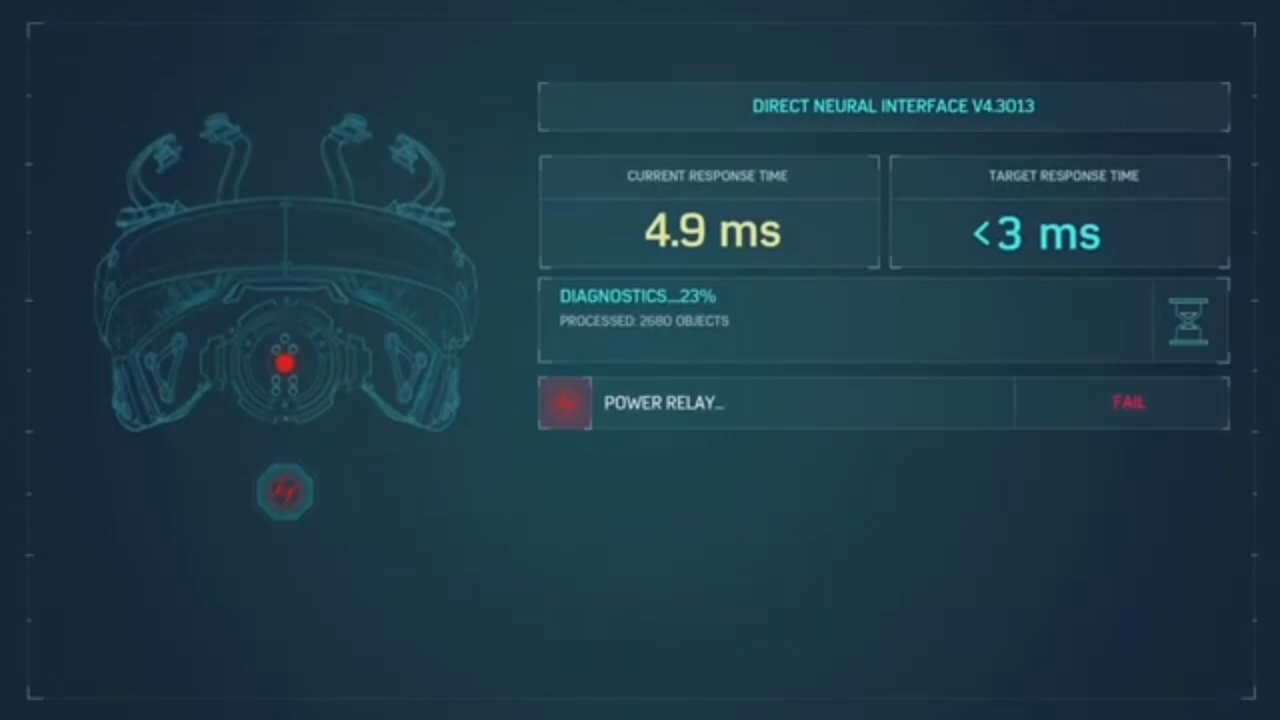 DIRECT NEURAL INTERFACE V4.3013
CURRENT RESPONSE TIME
TARGET RESPONSE TIME
4.9 ms
<3 ms
DIAGNOSTICS...23%
PROCESSED: 2680 OBJECTS
POWER RELAY...
FAIL